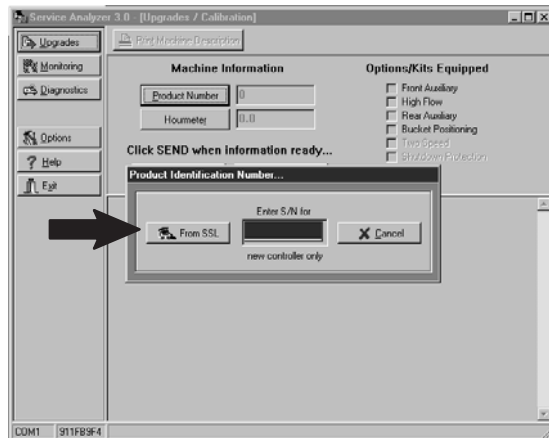 Service Analyzer 3.0 - [Upgrades / Calibration]
Upgrades
Print Machine Description
Monitoring
Diagnostics
Options
Help
Exit
Machine Information
Product Number
0
Hourmeter
0.0
Click SEND when information ready...
Options/Kits Equipped
Front Auxiliary
High Flow
Rear Auxiliary
Bucket Positioning
Two Speed
Shutdown Protection
Product Identification Number...
From SSL
Enter S/N for
new controller only
Cancel
COM1
911FB9F4